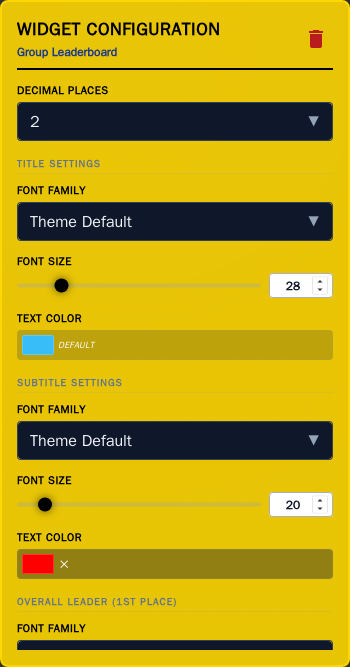 WIDGET CONFIGURATION
Group Leaderboard
DECIMAL PLACES
2
TITLE SETTINGS
FONT FAMILY
Theme Default
FONT SIZE
28
TEXT COLOR
DEFAULT
SUBTITLE SETTINGS
FONT FAMILY
Theme Default
FONT SIZE
20
TEXT COLOR
×
OVERALL LEADER (1ST PLACE)
FONT FAMILY